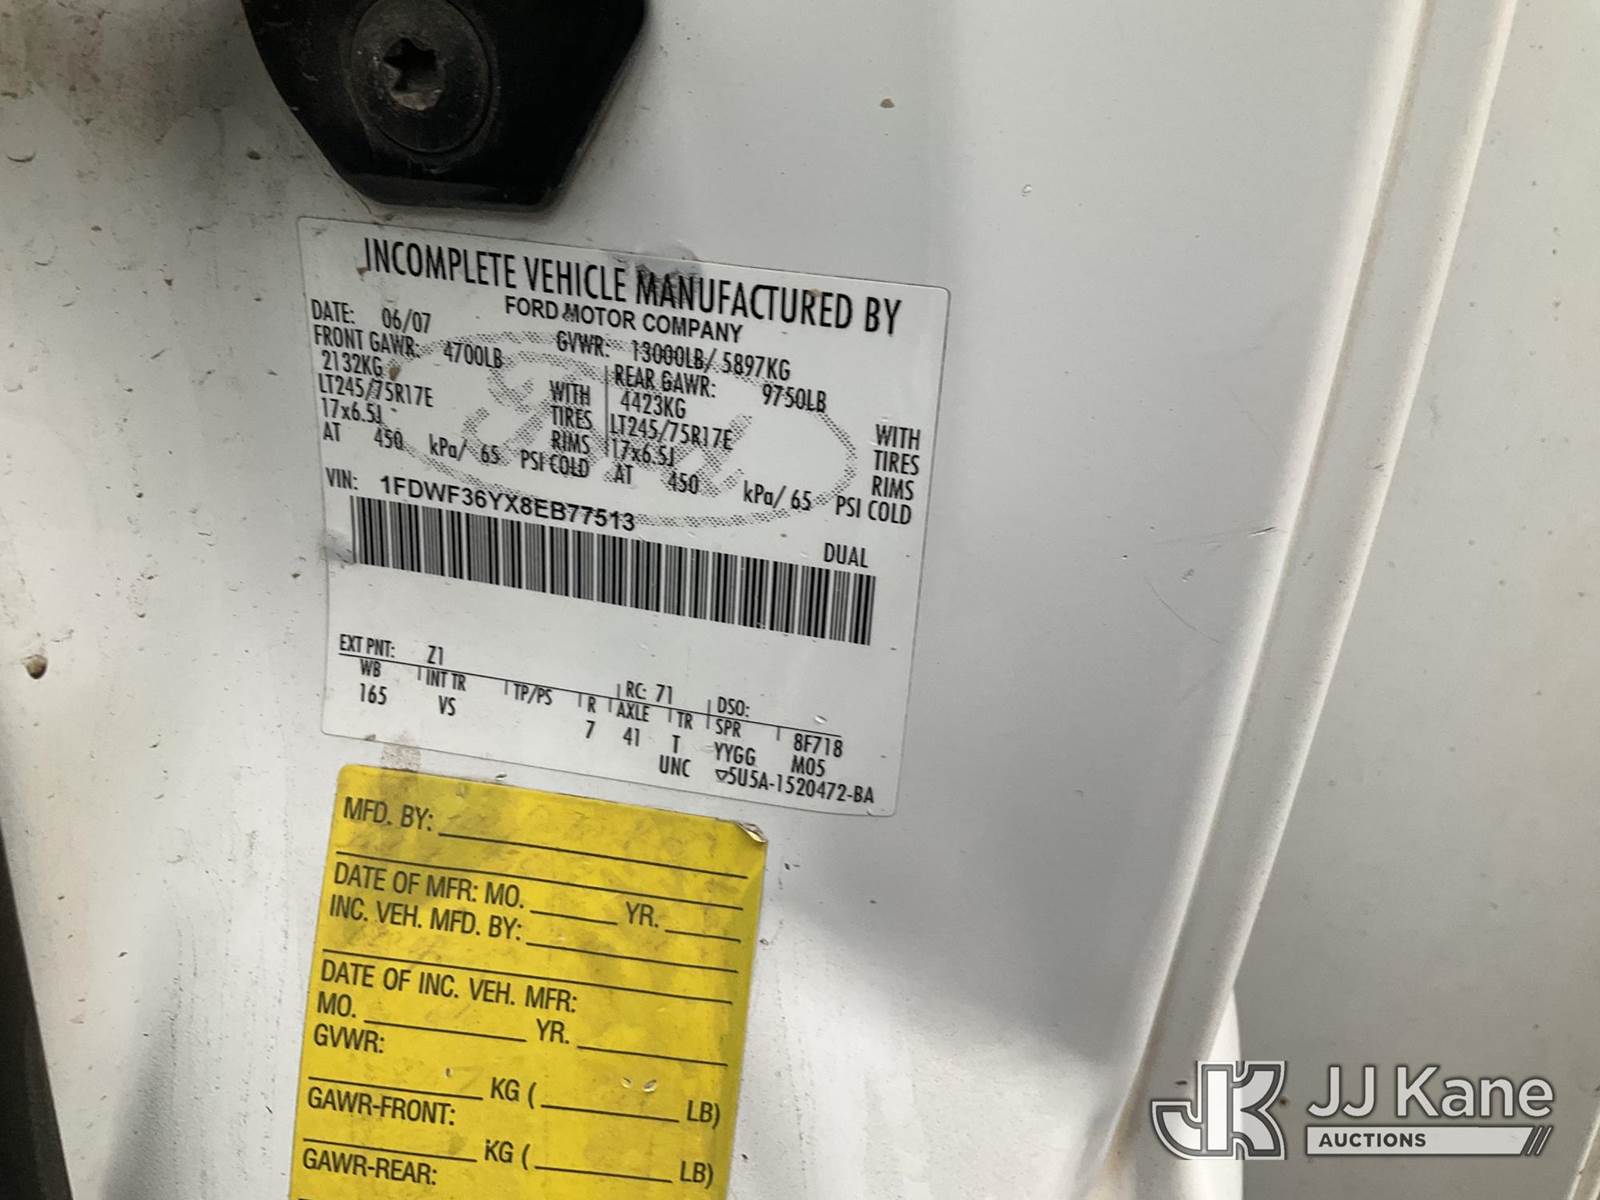 INCOMPLETE VEHICLE MANUFACTURED BY
FORD MOTOR COMPANY
DATE: 06/07 GVWR: 13000LB/ 5897KG
FRONT GAWR: 4700LB REAR GAWR: 9750LB
2132KG WITH 4423KG WITH
LT245/75R17E TIRES LT245/75R17E TIRES
17x6.5J RIMS 17x6.5J RIMS
AT 450 kPa/ 65 PSI COLD AT 450 kPa/ 65 PSI COLD
VIN: 1FDWF36YX8EB77513
DUAL
EXT PNT: Z1 RC: 71 DSO:
WB INT TR TP/PS R AXLE TR SPR 8F718
165 VS 7 41 T YYGG M05
UNC ▽5U5A-1520472-BA
MFD. BY:
DATE OF MFR: MO. YR.
INC. VEH. MFD. BY:
DATE OF INC. VEH. MFR:
MO. YR.
GVWR:
KG ( LB)
GAWR-FRONT:
KG ( LB)
GAWR-REAR:
JK JJ Kane
AUCTIONS